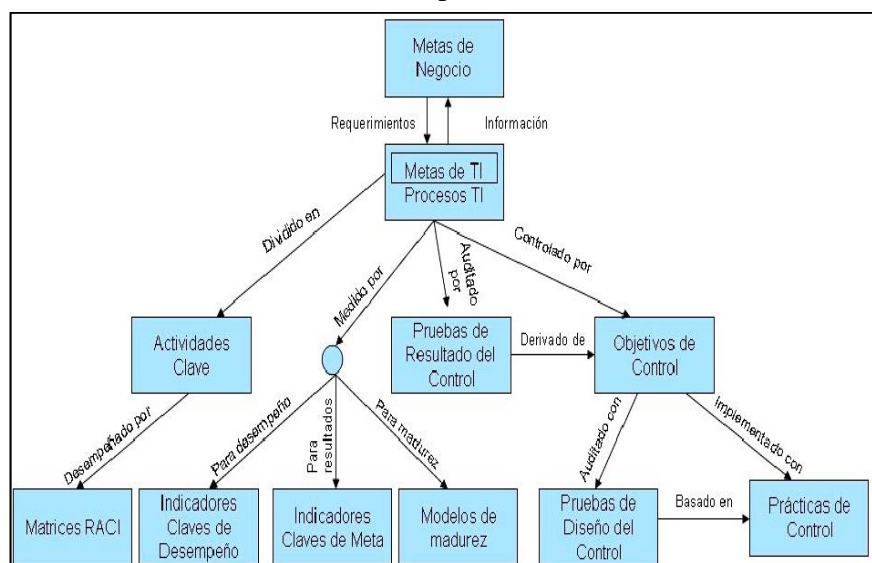 Metas de
Negocio
Requerimientos
Información
Metas de TI
Procesos TI
Dividido en
Medido por
Auditado
por
Controlado por
Actividades
Clave
Pruebas de
Resultado del
Control
Derivado de
Objetivos de
Control
Desempeñado por
Para desempeño
Para
resultados
Para madurez
Auditado con
Implementado con
Matrices RACI
Indicadores
Claves de
Desempeño
Indicadores
Claves de Meta
Modelos de
madurez
Pruebas de
Diseño del
Control
Basado en
Prácticas de
Control